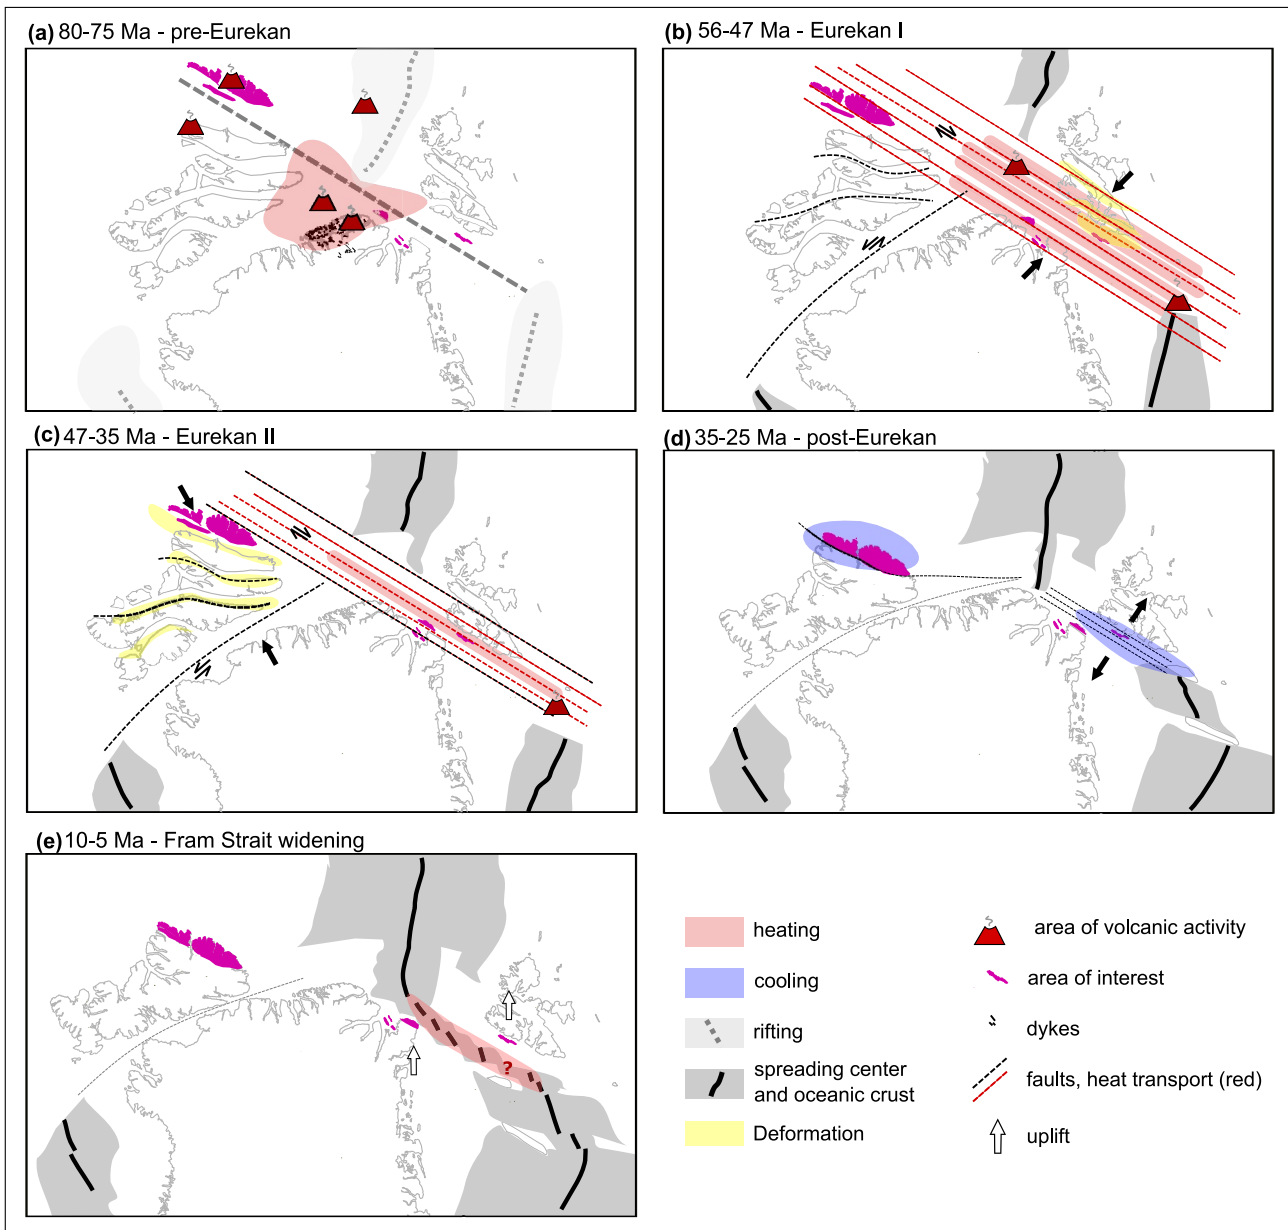 (a) 80-75 Ma - pre-Eurekan
(b) 56-47 Ma - Eurekan I
(c) 47-35 Ma - Eurekan II
(d) 35-25 Ma - post-Eurekan
(e) 10-5 Ma - Fram Strait widening
?
heating
cooling
rifting
spreading center
and oceanic crust
Deformation
area of volcanic activity
area of interest
dykes
faults, heat transport (red)
uplift